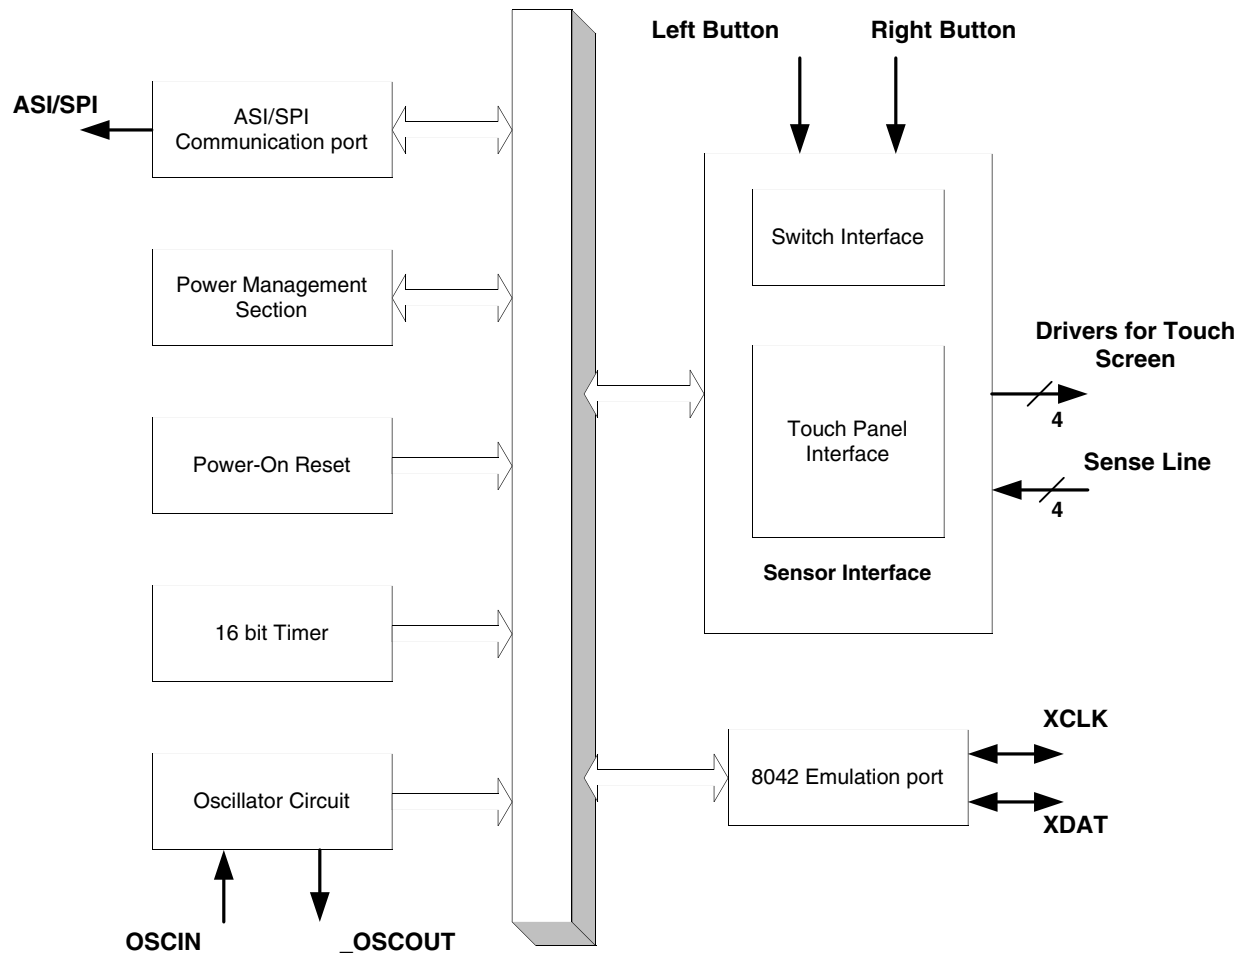 Left Button
Right Button
ASI/SPI
ASI/SPI
Communication port
Switch Interface
Power Management
Section
Drivers for Touch
Screen
4
Touch Panel
Interface
Power-On Reset
Sense Line
4
Sensor Interface
16 bit Timer
XCLK
8042 Emulation port
XDAT
Oscillator Circuit
OSCIN
_OSCOUT